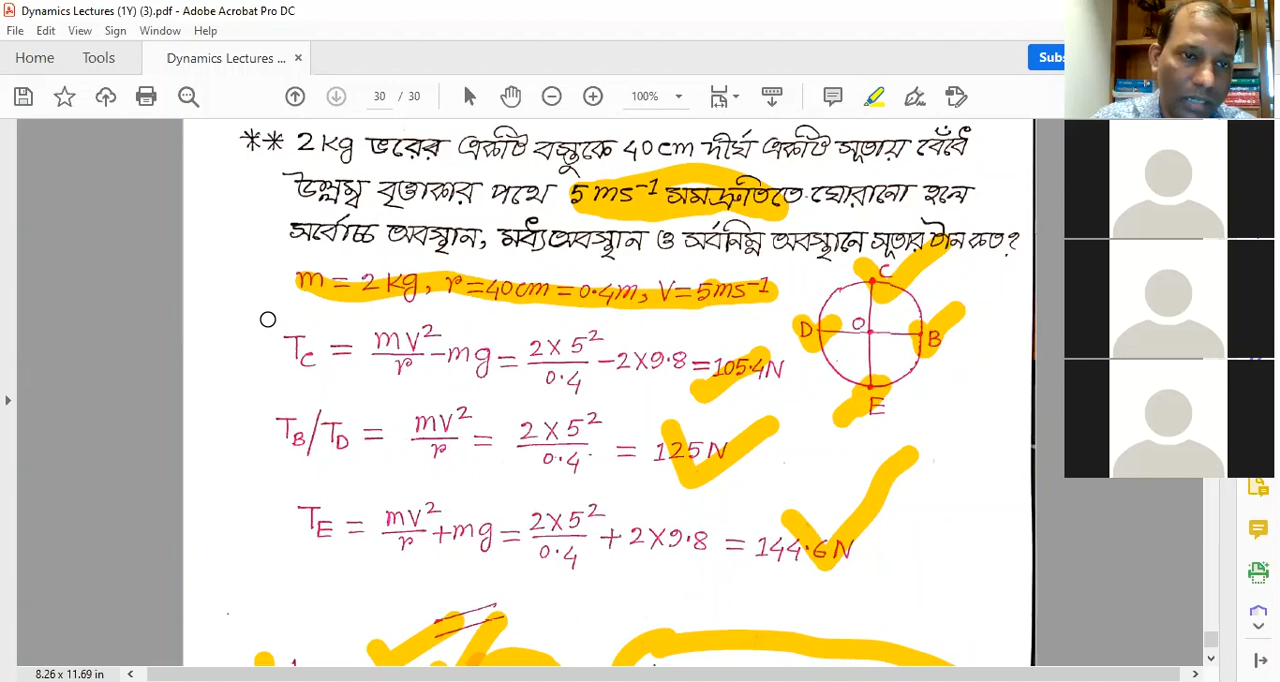 Dynamics Lectures (1Y) (3).pdf - Adobe Acrobat Pro DC
File Edit View Sign Window Help
Home Tools Dynamics Lectures ... × Subs
30 / 30 100%
** 2 kg ভরের একটি বস্তুকে 40 cm দীর্ঘ একটি সূতায় বেঁধে
উল্লম্ব বৃত্তাকার পথে 5 ms⁻¹ সমদ্রুতিতে ঘোরানো হলে
সর্বোচ্চ অবস্থান, মধ্য অবস্থান ও সর্বনিম্ন অবস্থানে সূতার টান কত?
m = 2 kg, r = 40 cm = 0.4 m, V = 5 ms⁻¹
C
D O B
E
T_C = mv²/r - mg = 2 X 5²/0.4 - 2 X 9.8 = 105.4 N
T_B/T_D = mv²/r = 2 X 5²/0.4 = 125 N
T_E = mv²/r + mg = 2 X 5²/0.4 + 2 X 9.8 = 144.6 N
8.26 x 11.69 in